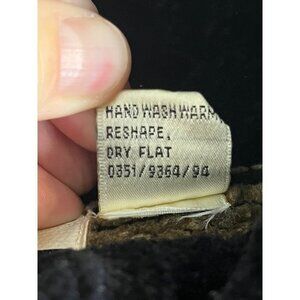 HAND WASH WARM,
RESHAPE.
DRY FLAT
0351/9364/94